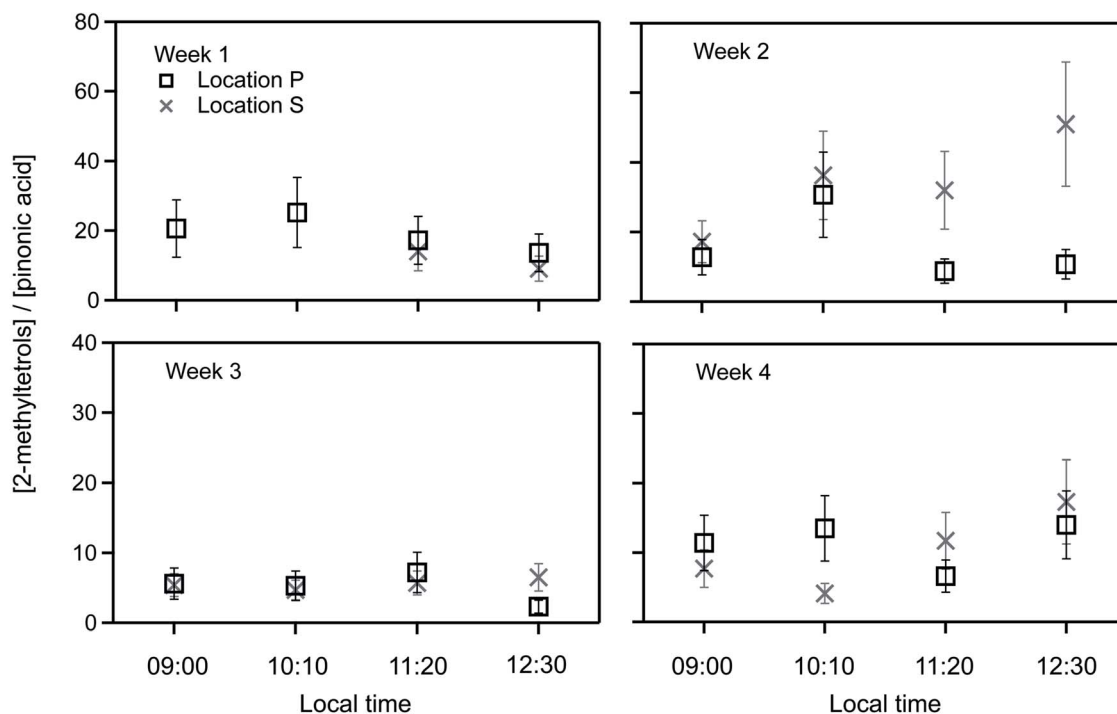 [2-methyltetrols] / [pinonic acid]
80
60
40
20
0
Week 1
Location P
Location S
Week 2
40
30
20
10
0
Week 3
Week 4
09:00 10:10 11:20 12:30
Local time
09:00 10:10 11:20 12:30
Local time